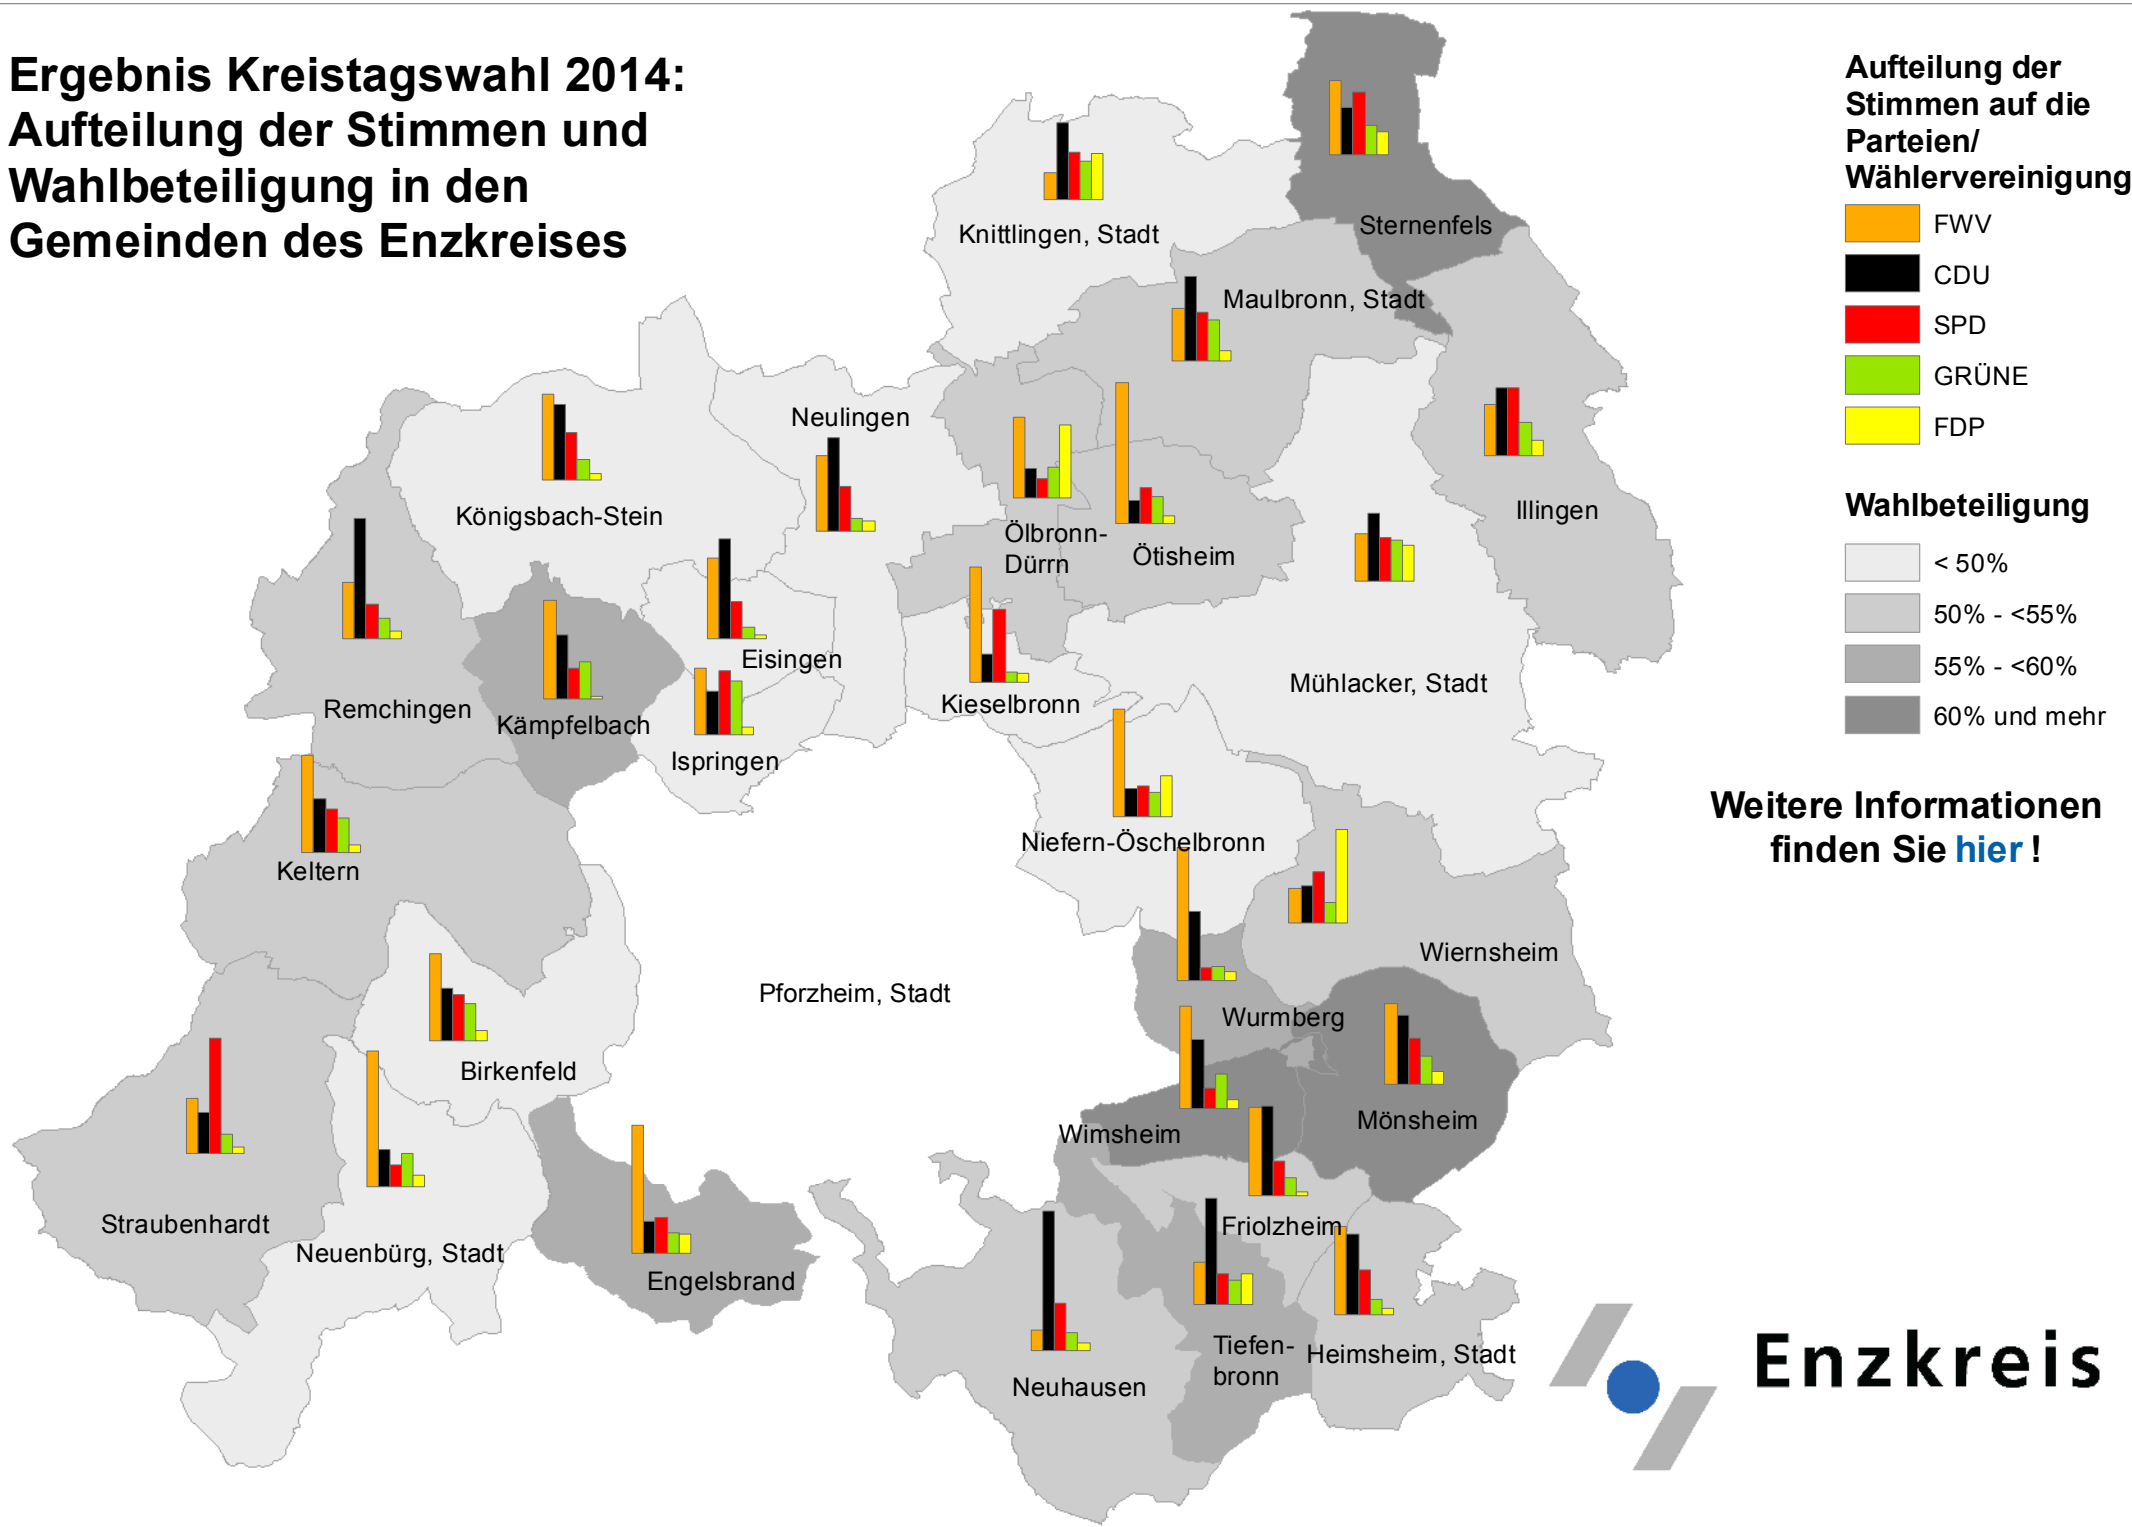 Ergebnis Kreistagswahl 2014:
Aufteilung der Stimmen und
Wahlbeteiligung in den
Gemeinden des Enzkreises
Aufteilung der
Stimmen auf die
Parteien/
Wählervereinigung
FWV
CDU
SPD
GRÜNE
FDP
Wahlbeteiligung
< 50%
50% - <55%
55% - <60%
60% und mehr
Weitere Informationen
finden Sie hier !
Sternenfels
Knittlingen, Stadt
Maulbronn, Stadt
Neulingen
Königsbach-Stein
Ölbronn-
Dürrn
Ötisheim
Illingen
Eisingen
Mühlacker, Stadt
Remchingen
Kämpfelbach
Kieselbronn
Ispringen
Niefern-Öschelbronn
Keltern
Wiernsheim
Pforzheim, Stadt
Wurmberg
Birkenfeld
Mönsheim
Wimsheim
Straubenhardt
Neuenbürg, Stadt
Friolzheim
Engelsbrand
Tiefen-
bronn
Heimsheim, Stadt
Neuhausen
Enzkreis